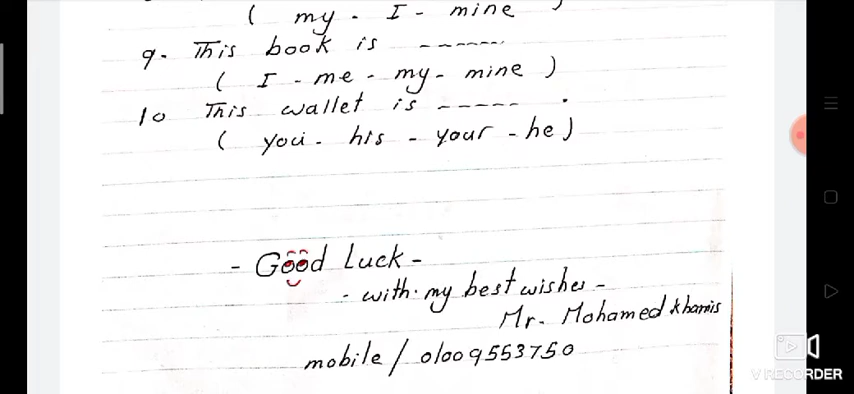 ( my - I - mine )
9- This book is ------
( I - me - my - mine )
10 This wallet is ----- .
( you - his - your - he )
- Good Luck -
- with my best wishes -
Mr. Mohamed Khamis
mobile / 01009553750
V RECORDER